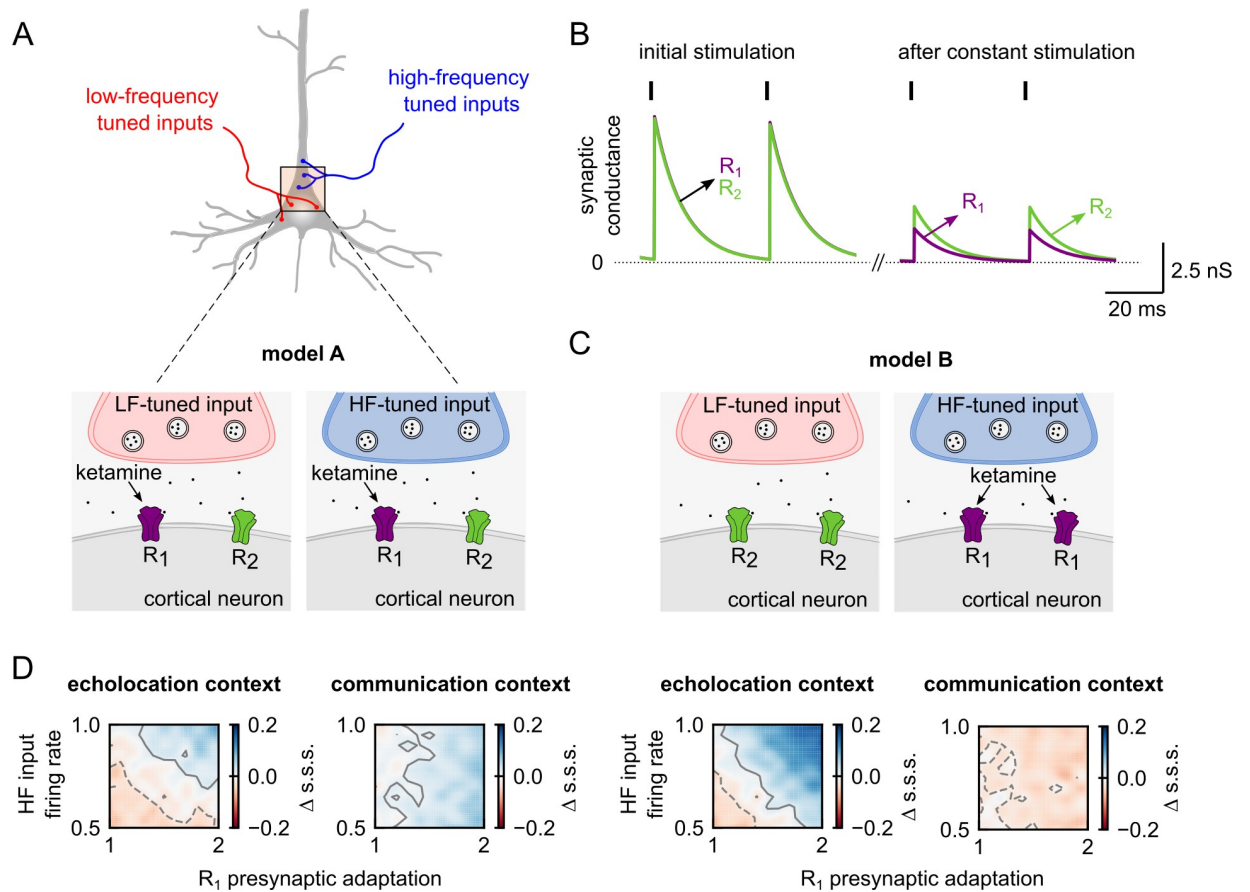 A
low-frequency
tuned inputs
high-frequency
tuned inputs
B
initial stimulation
after constant stimulation
synaptic
conductance
0
R1
R2
R1
R2
//
2.5 nS
20 ms
model A
LF-tuned input
ketamine
R1
R2
cortical neuron
HF-tuned input
ketamine
R1
R2
cortical neuron
C
model B
LF-tuned input
R2
R2
cortical neuron
HF-tuned input
ketamine
R1
R1
cortical neuron
D
echolocation context
HF input
firing rate
1.0
0.5
1
2
0.2
0.0
−0.2
Δ s.s.s.
communication context
1.0
0.5
1
2
0.2
0.0
−0.2
Δ s.s.s.
R1 presynaptic adaptation
echolocation context
HF input
firing rate
1.0
0.5
1
2
0.2
0.0
−0.2
Δ s.s.s.
communication context
1.0
0.5
1
2
0.2
0.0
−0.2
Δ s.s.s.
R1 presynaptic adaptation